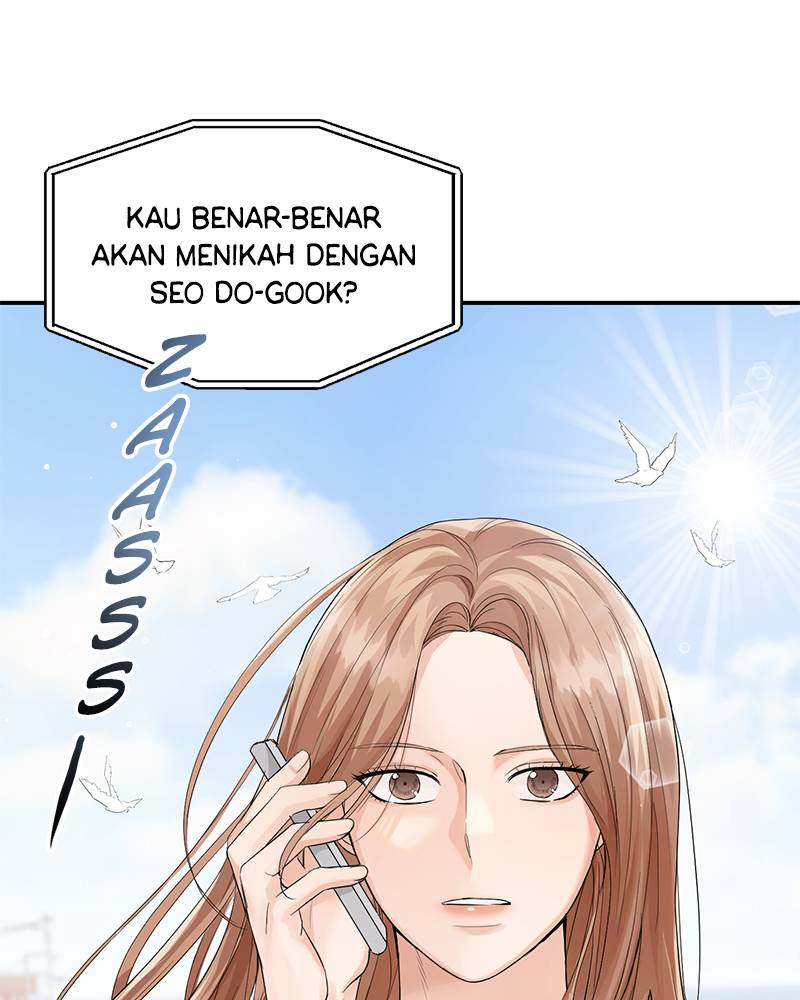 KAU BENAR-BENAR
AKAN MENIKAH DENGAN
SEO DO-GOOK?
ZAASSS